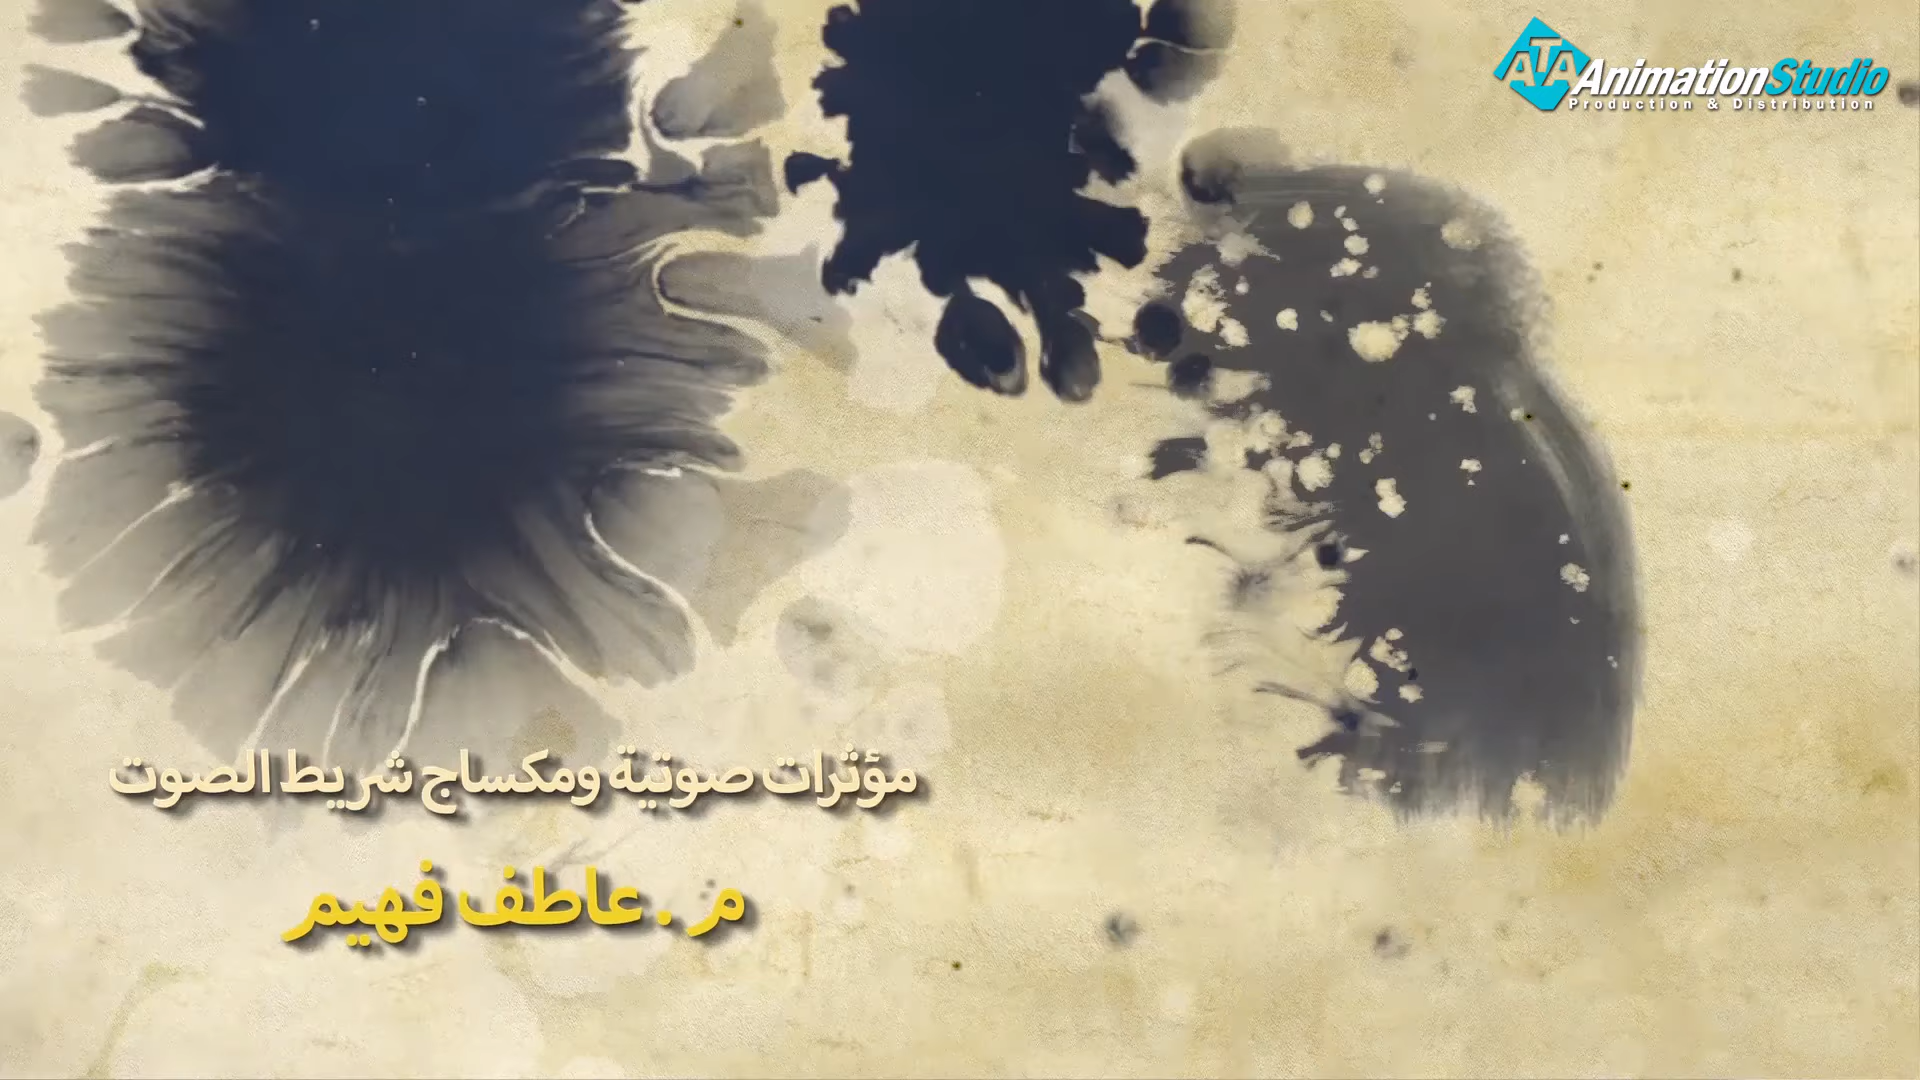 ATA AnimationStudio
Production & Distribution
مؤثرات صوتية ومكساج شريط الصوت
م . عاطف فهيم